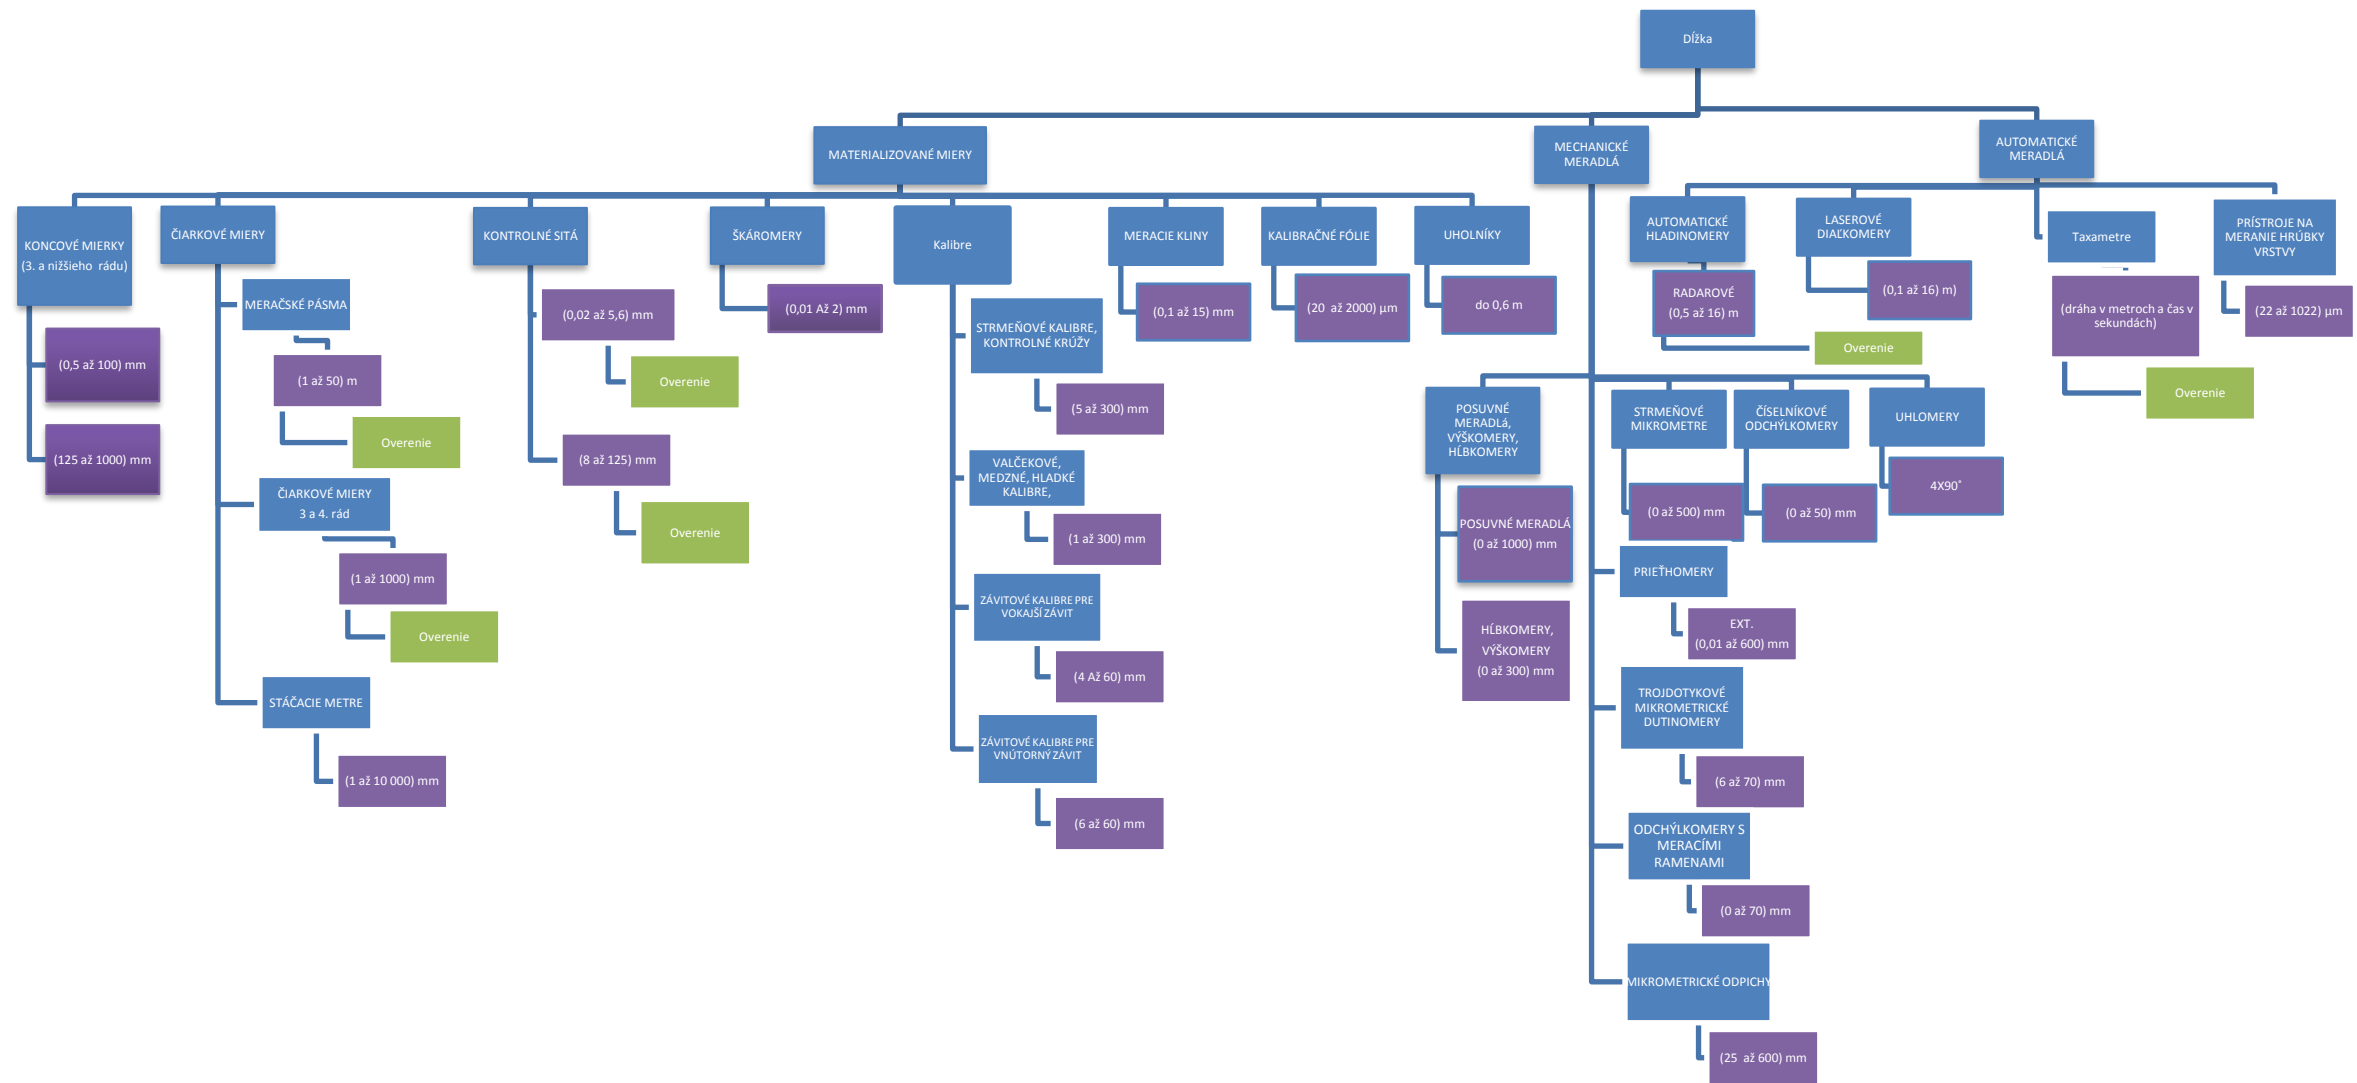 Dĺžka
MATERIALIZOVANÉ MIERY
MECHANICKÉ
MERADLÁ
AUTOMATICKÉ
MERADLÁ
KONCOVÉ MIERKY
(3. a nižšieho rádu)
(0,5 až 100) mm
(125 až 1000) mm
ČIARKOVÉ MIERY
MERAČSKÉ PÁSMA
(1 až 50) m
Overenie
ČIARKOVÉ MIERY
3 a 4. rád
(1 až 1000) mm
Overenie
STÁČACIE METRE
(1 až 10 000) mm
KONTROLNÉ SITÁ
(0,02 až 5,6) mm
Overenie
(8 až 125) mm
Overenie
ŠKÁROMERY
(0,01 Až 2) mm
Kalibre
STRMEŇOVÉ KALIBRE,
KONTROLNÉ KRÚŽY
(5 až 300) mm
VALČEKOVÉ,
MEDZNÉ, HLADKÉ
KALIBRE,
(1 až 300) mm
ZÁVITOVÉ KALIBRE PRE
VOKAJŠÍ ZÁVIT
(4 Až 60) mm
ZÁVITOVÉ KALIBRE PRE
VNÚTORNÝ ZÁVIT
(6 až 60) mm
MERACIE KLINY
(0,1 až 15) mm
KALIBRAČNÉ FÓLIE
(20 až 2000) µm
UHOLNÍKY
do 0,6 m
POSUVNÉ
MERADLá,
VÝŠKOMERY,
HĹBKOMERY
POSUVNÉ MERADLÁ
(0 až 1000) mm
HĹBKOMERY,
VÝŠKOMERY
(0 až 300) mm
STRMEŇOVÉ
MIKROMETRE
(0 až 500) mm
ČÍSELNÍKOVÉ
ODCHÝLKOMERY
(0 až 50) mm
UHLOMERY
4X90˚
PRIEŤHOMERY
EXT.
(0,01 až 600) mm
TROJDOTYKOVÉ
MIKROMETRICKÉ
DUTINOMERY
(6 až 70) mm
ODCHÝLKOMERY S
MERACÍMI
RAMENAMI
(0 až 70) mm
MIKROMETRICKÉ ODPICHY
(25 až 600) mm
AUTOMATICKÉ
HLADINOMERY
RADAROVÉ
(0,5 až 16) m
Overenie
LASEROVÉ
DIAĽKOMERY
(0,1 až 16) m)
Taxametre
(dráha v metroch a čas v
sekundách)
Overenie
PRÍSTROJE NA
MERANIE HRÚBKY
VRSTVY
(22 až 1022) µm